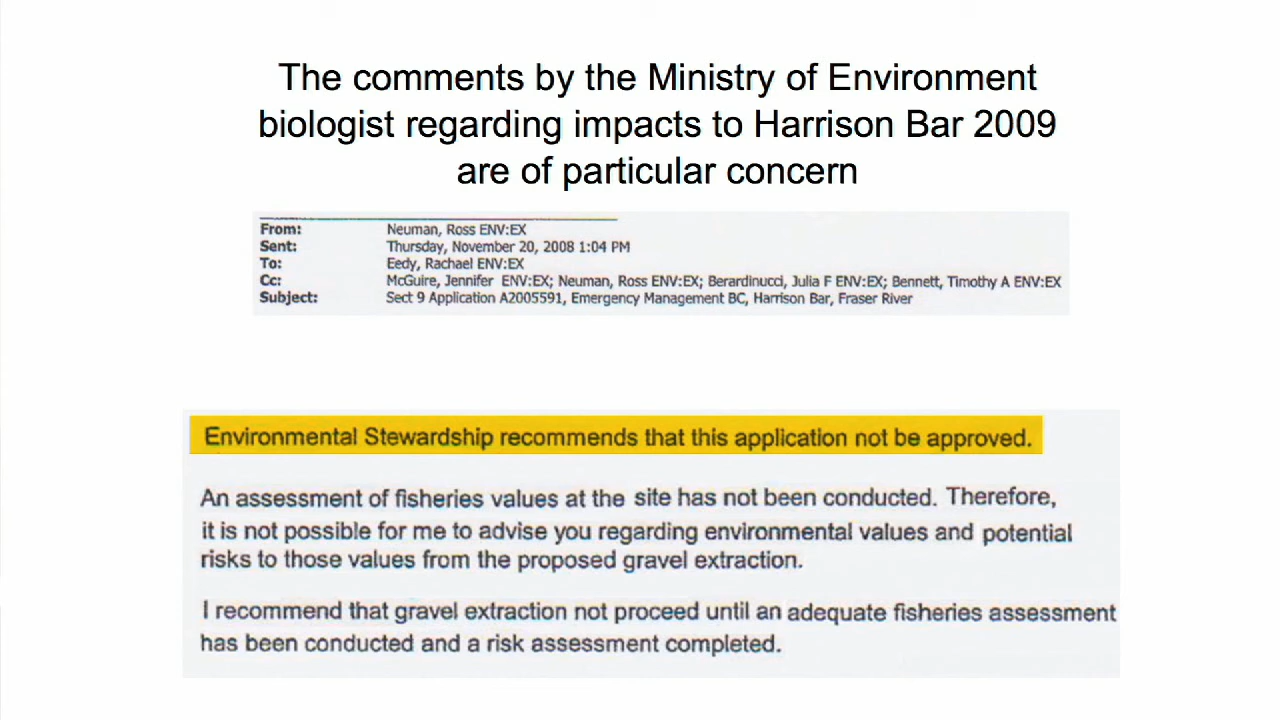 The comments by the Ministry of Environment
biologist regarding impacts to Harrison Bar 2009
are of particular concern
From: Neuman, Ross ENV:EX
Sent: Thursday, November 20, 2008 1:04 PM
To: Eedy, Rachael ENV:EX
Cc: McGuire, Jennifer ENV:EX; Neuman, Ross ENV:EX; Berardinucci, Julia F ENV:EX; Bennett, Timothy A ENV:EX
Subject: Sect 9 Application A2005591, Emergency Management BC, Harrison Bar, Fraser River
Environmental Stewardship recommends that this application not be approved.
An assessment of fisheries values at the site has not been conducted. Therefore,
it is not possible for me to advise you regarding environmental values and potential
risks to those values from the proposed gravel extraction.
I recommend that gravel extraction not proceed until an adequate fisheries assessment
has been conducted and a risk assessment completed.